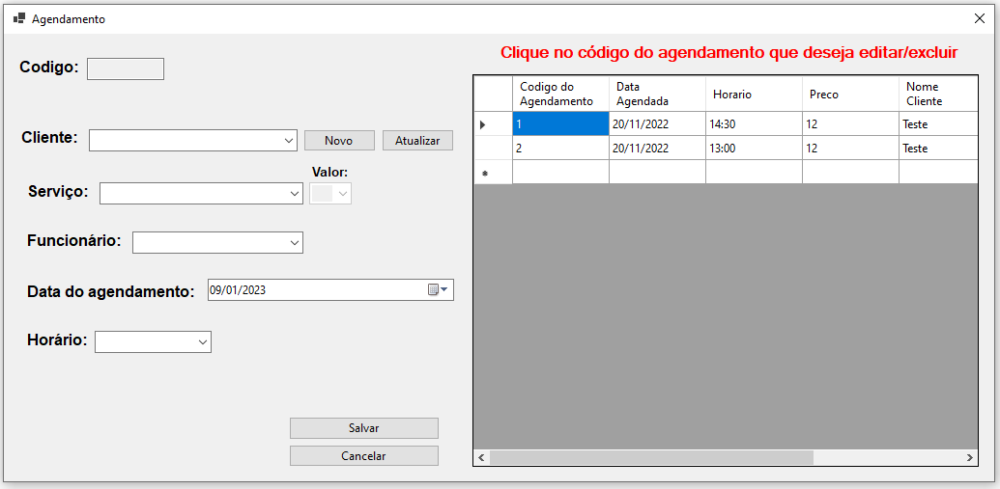 Agendamento
Clique no código do agendamento que deseja editar/excluir
Codigo:
Cliente:
Novo
Atualizar
Valor:
Serviço:
Funcionário:
Data do agendamento:
09/01/2023
Horário:
Salvar
Cancelar
Codigo do Data Horario Preco Nome
Agendamento Agendada Cliente
1 20/11/2022 14:30 12 Teste
2 20/11/2022 13:00 12 Teste